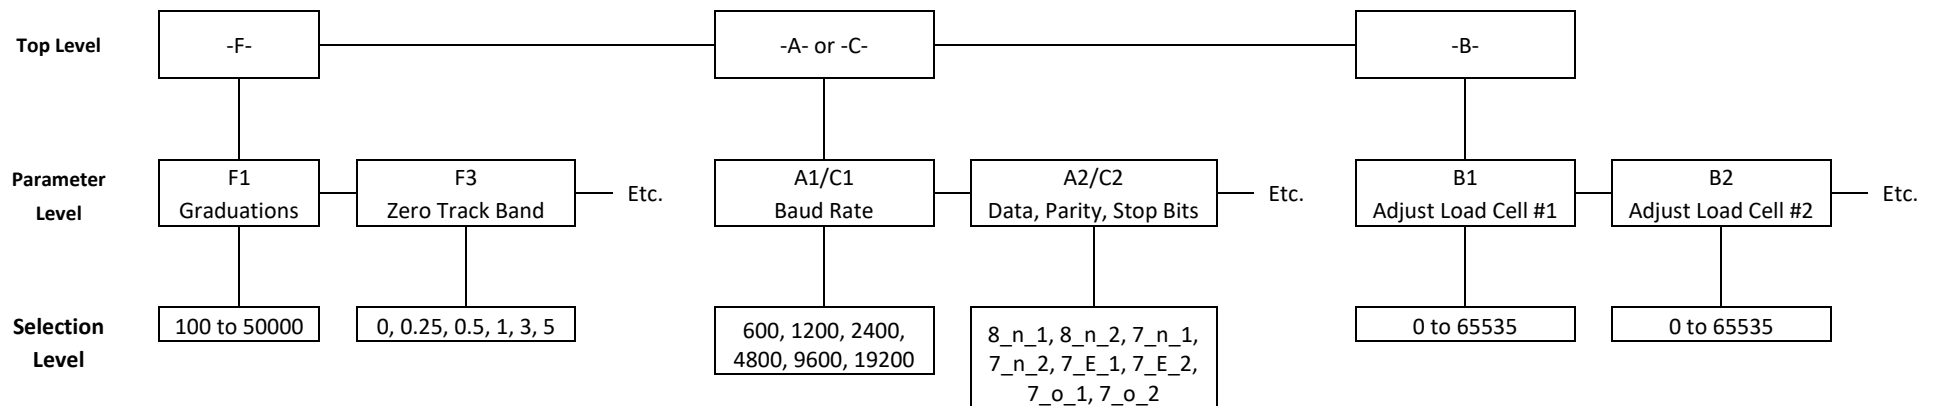 Top Level
-F-
-A- or -C-
-B-
Parameter
Level
F1
Graduations
F3
Zero Track Band
Etc.
A1/C1
Baud Rate
A2/C2
Data, Parity, Stop Bits
Etc.
B1
Adjust Load Cell #1
B2
Adjust Load Cell #2
Etc.
Selection
Level
100 to 50000
0, 0.25, 0.5, 1, 3, 5
600, 1200, 2400,
4800, 9600, 19200
8_n_1, 8_n_2, 7_n_1,
7_n_2, 7_E_1, 7_E_2,
7_o_1, 7_o_2
0 to 65535
0 to 65535